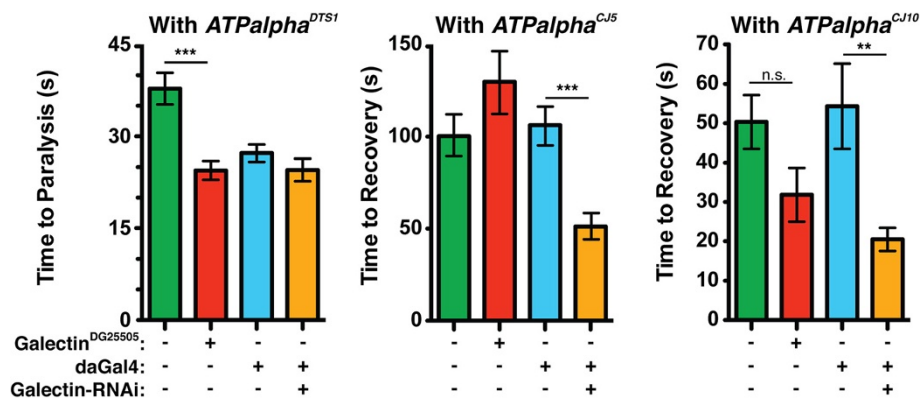 With ATPalpha^DTS1
With ATPalpha^CJ5
With ATPalpha^CJ10
Time to Paralysis (s)
45
30
15
0
***
Time to Recovery (s)
150
100
50
0
***
Time to Recovery (s)
70
60
50
40
30
20
10
0
n.s.
**
Galectin^DG25505: - + - - - + - - - + - -
daGal4: - - + + - - + + - - + +
Galectin-RNAi: - - - + - - - + - - - +